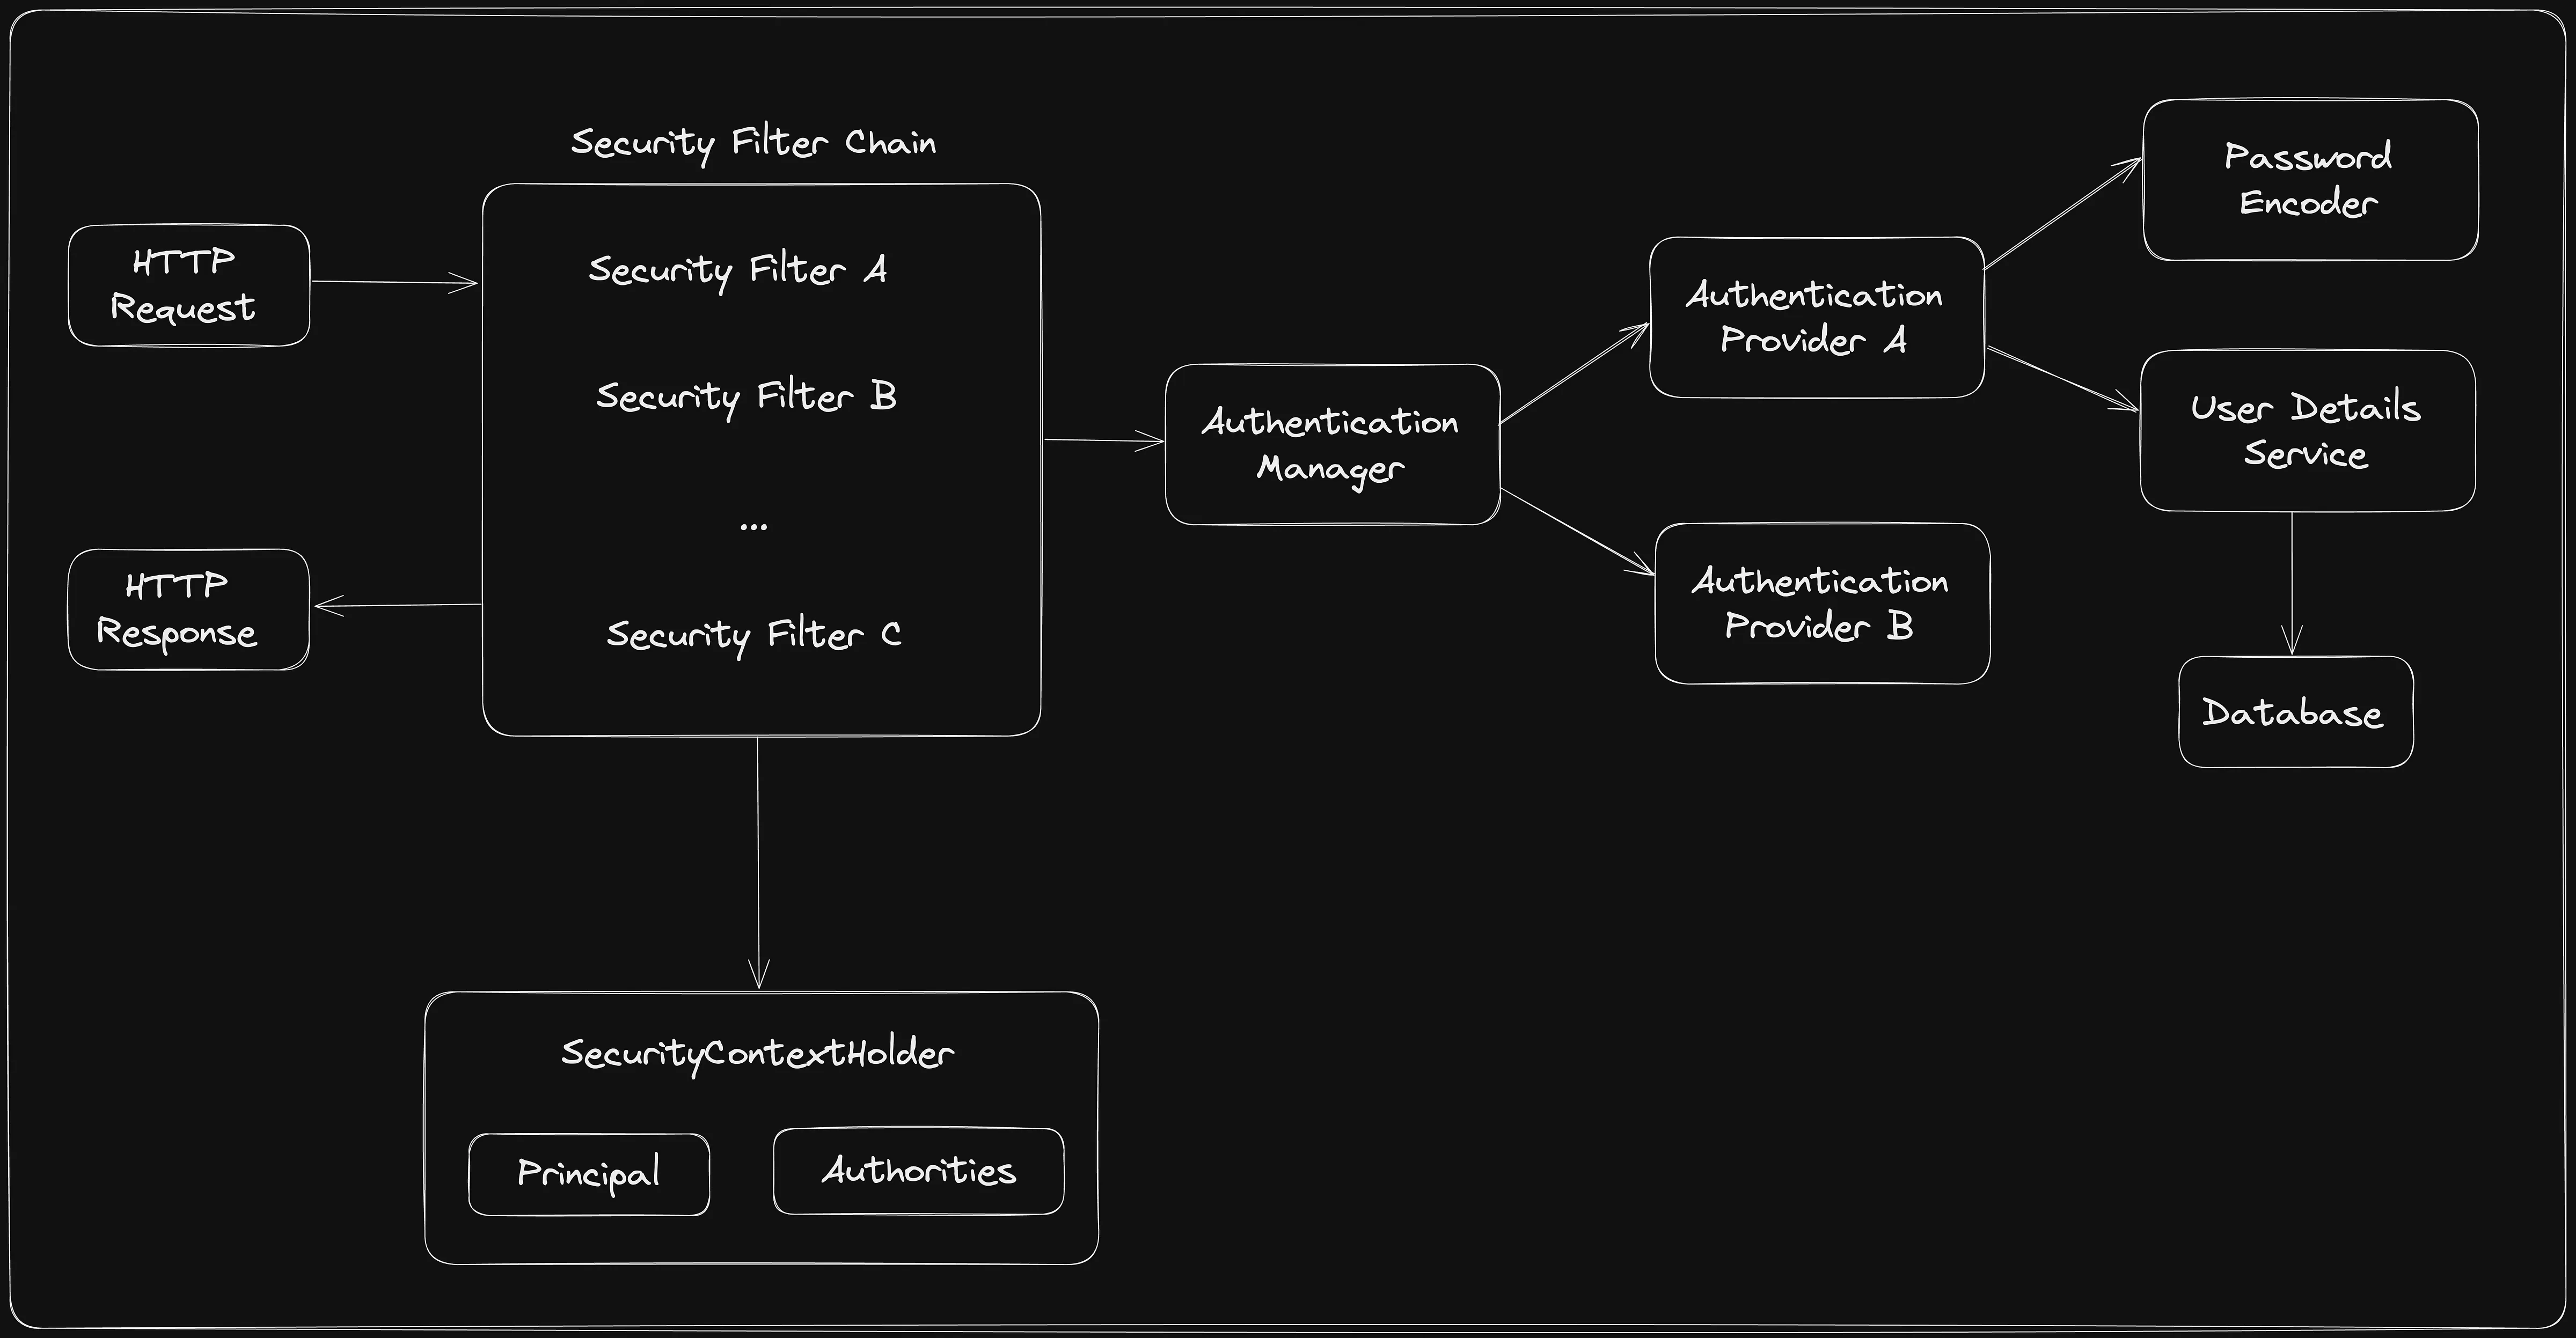 Security Filter Chain
HTTP
Request
Security Filter A
Security Filter B
...
Security Filter C
HTTP
Response
Authentication
Manager
Authentication
Provider A
Authentication
Provider B
Password
Encoder
User Details
Service
Database
SecurityContextHolder
Principal
Authorities